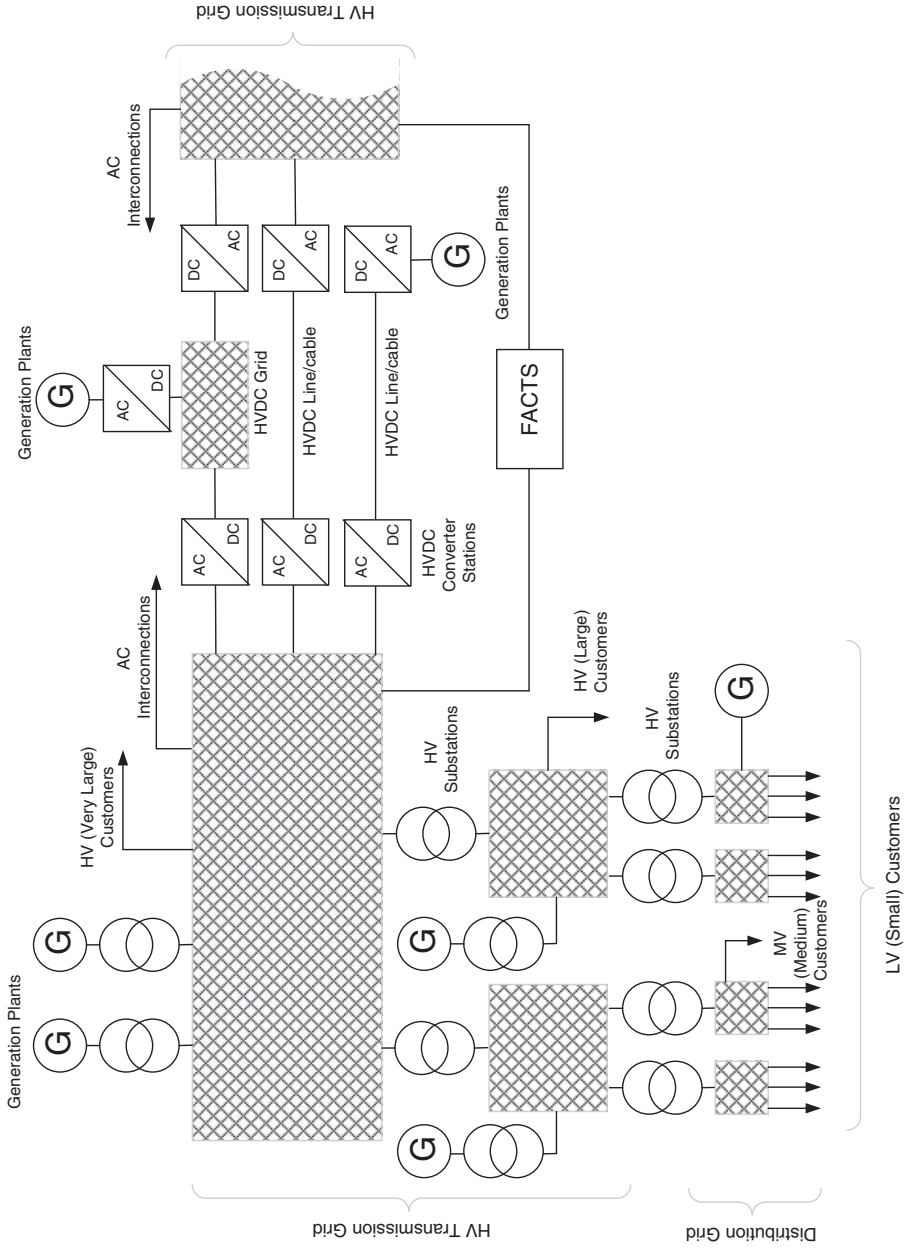 HV Transmission Grid
AC
Interconnections
Generation Plants
G
AC
DC
HVDC Grid
DC
AC
DC
AC
DC
AC
G
Generation Plants
HVDC Line/cable
HVDC Line/cable
FACTS
AC
DC
AC
DC
AC
DC
HVDC
Converter
Stations
AC
Interconnections
HV (Very Large)
Customers
Generation Plants
G
G
HV
Substations
HV (Large)
Customers
HV
Substations
G
G
G
MV
(Medium)
Customers
LV (Small) Customers
HV Transmission Grid
Distribution Grid